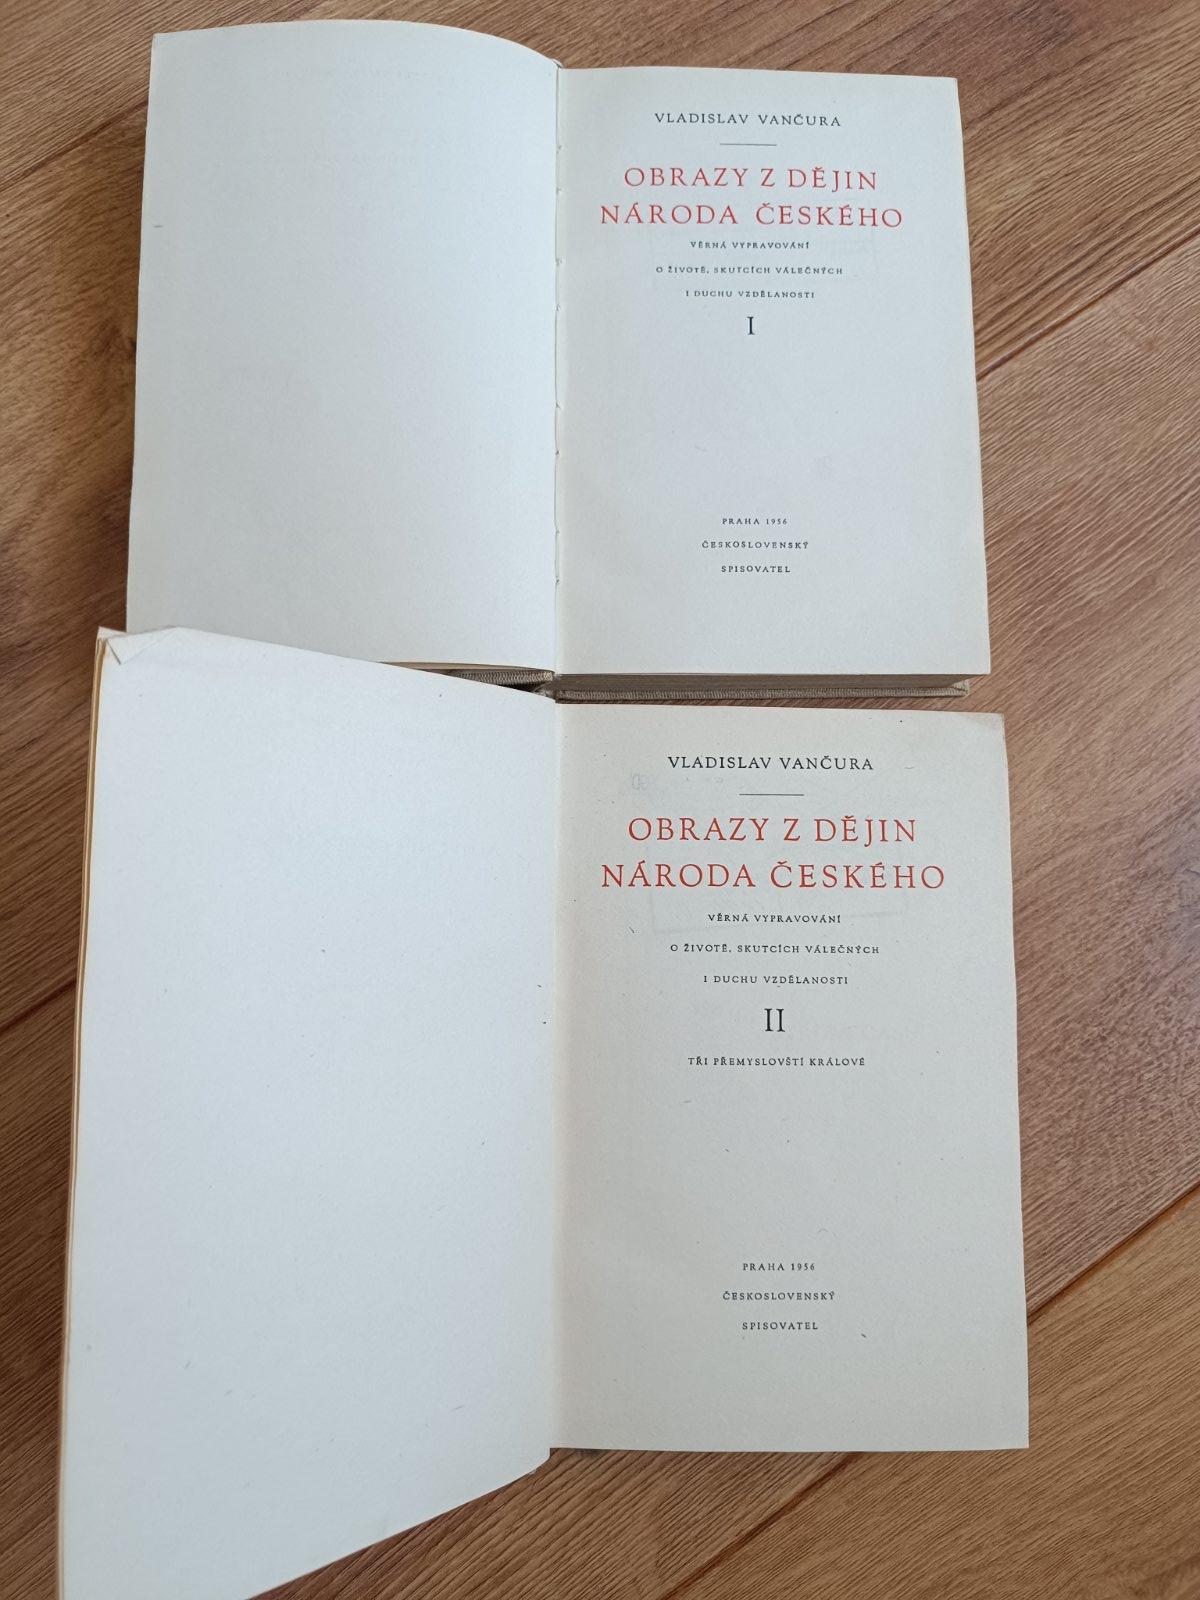 VLADISLAV VANČURA
OBRAZY Z DĚJIN
NÁRODA ČESKÉHO
VĚRNÁ VYPRAVOVÁNÍ
O ŽIVOTĚ, SKUTCÍCH VÁLEČNÝCH
I DUCHU VZDĚLANOSTI
I
PRAHA 1956
ČESKOSLOVENSKÝ
SPISOVATEL
VLADISLAV VANČURA
OBRAZY Z DĚJIN
NÁRODA ČESKÉHO
VĚRNÁ VYPRAVOVÁNÍ
O ŽIVOTĚ, SKUTCÍCH VÁLEČNÝCH
I DUCHU VZDĚLANOSTI
II
TŘI PŘEMYSLOVŠTÍ KRÁLOVÉ
PRAHA 1956
ČESKOSLOVENSKÝ
SPISOVATEL